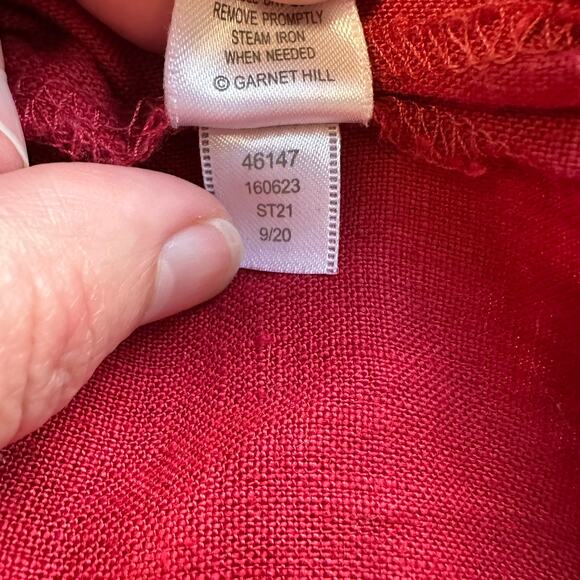 REMOVE PROMPTLY
STEAM IRON
WHEN NEEDED
© GARNET HILL
46147
160623
ST21
9/20